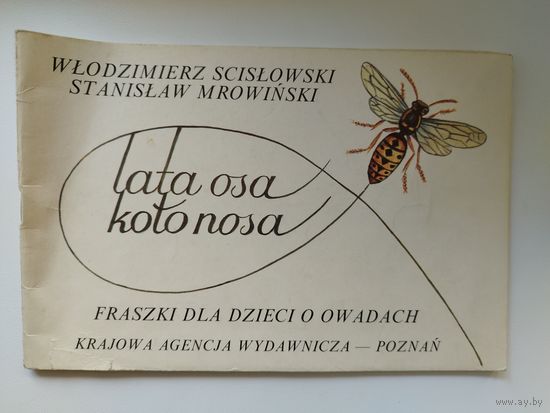 WŁODZIMIERZ SCISŁOWSKI
STANISŁAW MROWIŃSKI
lata osa
koło nosa
FRASZKI DLA DZIECI O OWADACH
KRAJOWA AGENCJA WYDAWNICZA — POZNAŃ
www.ay.by